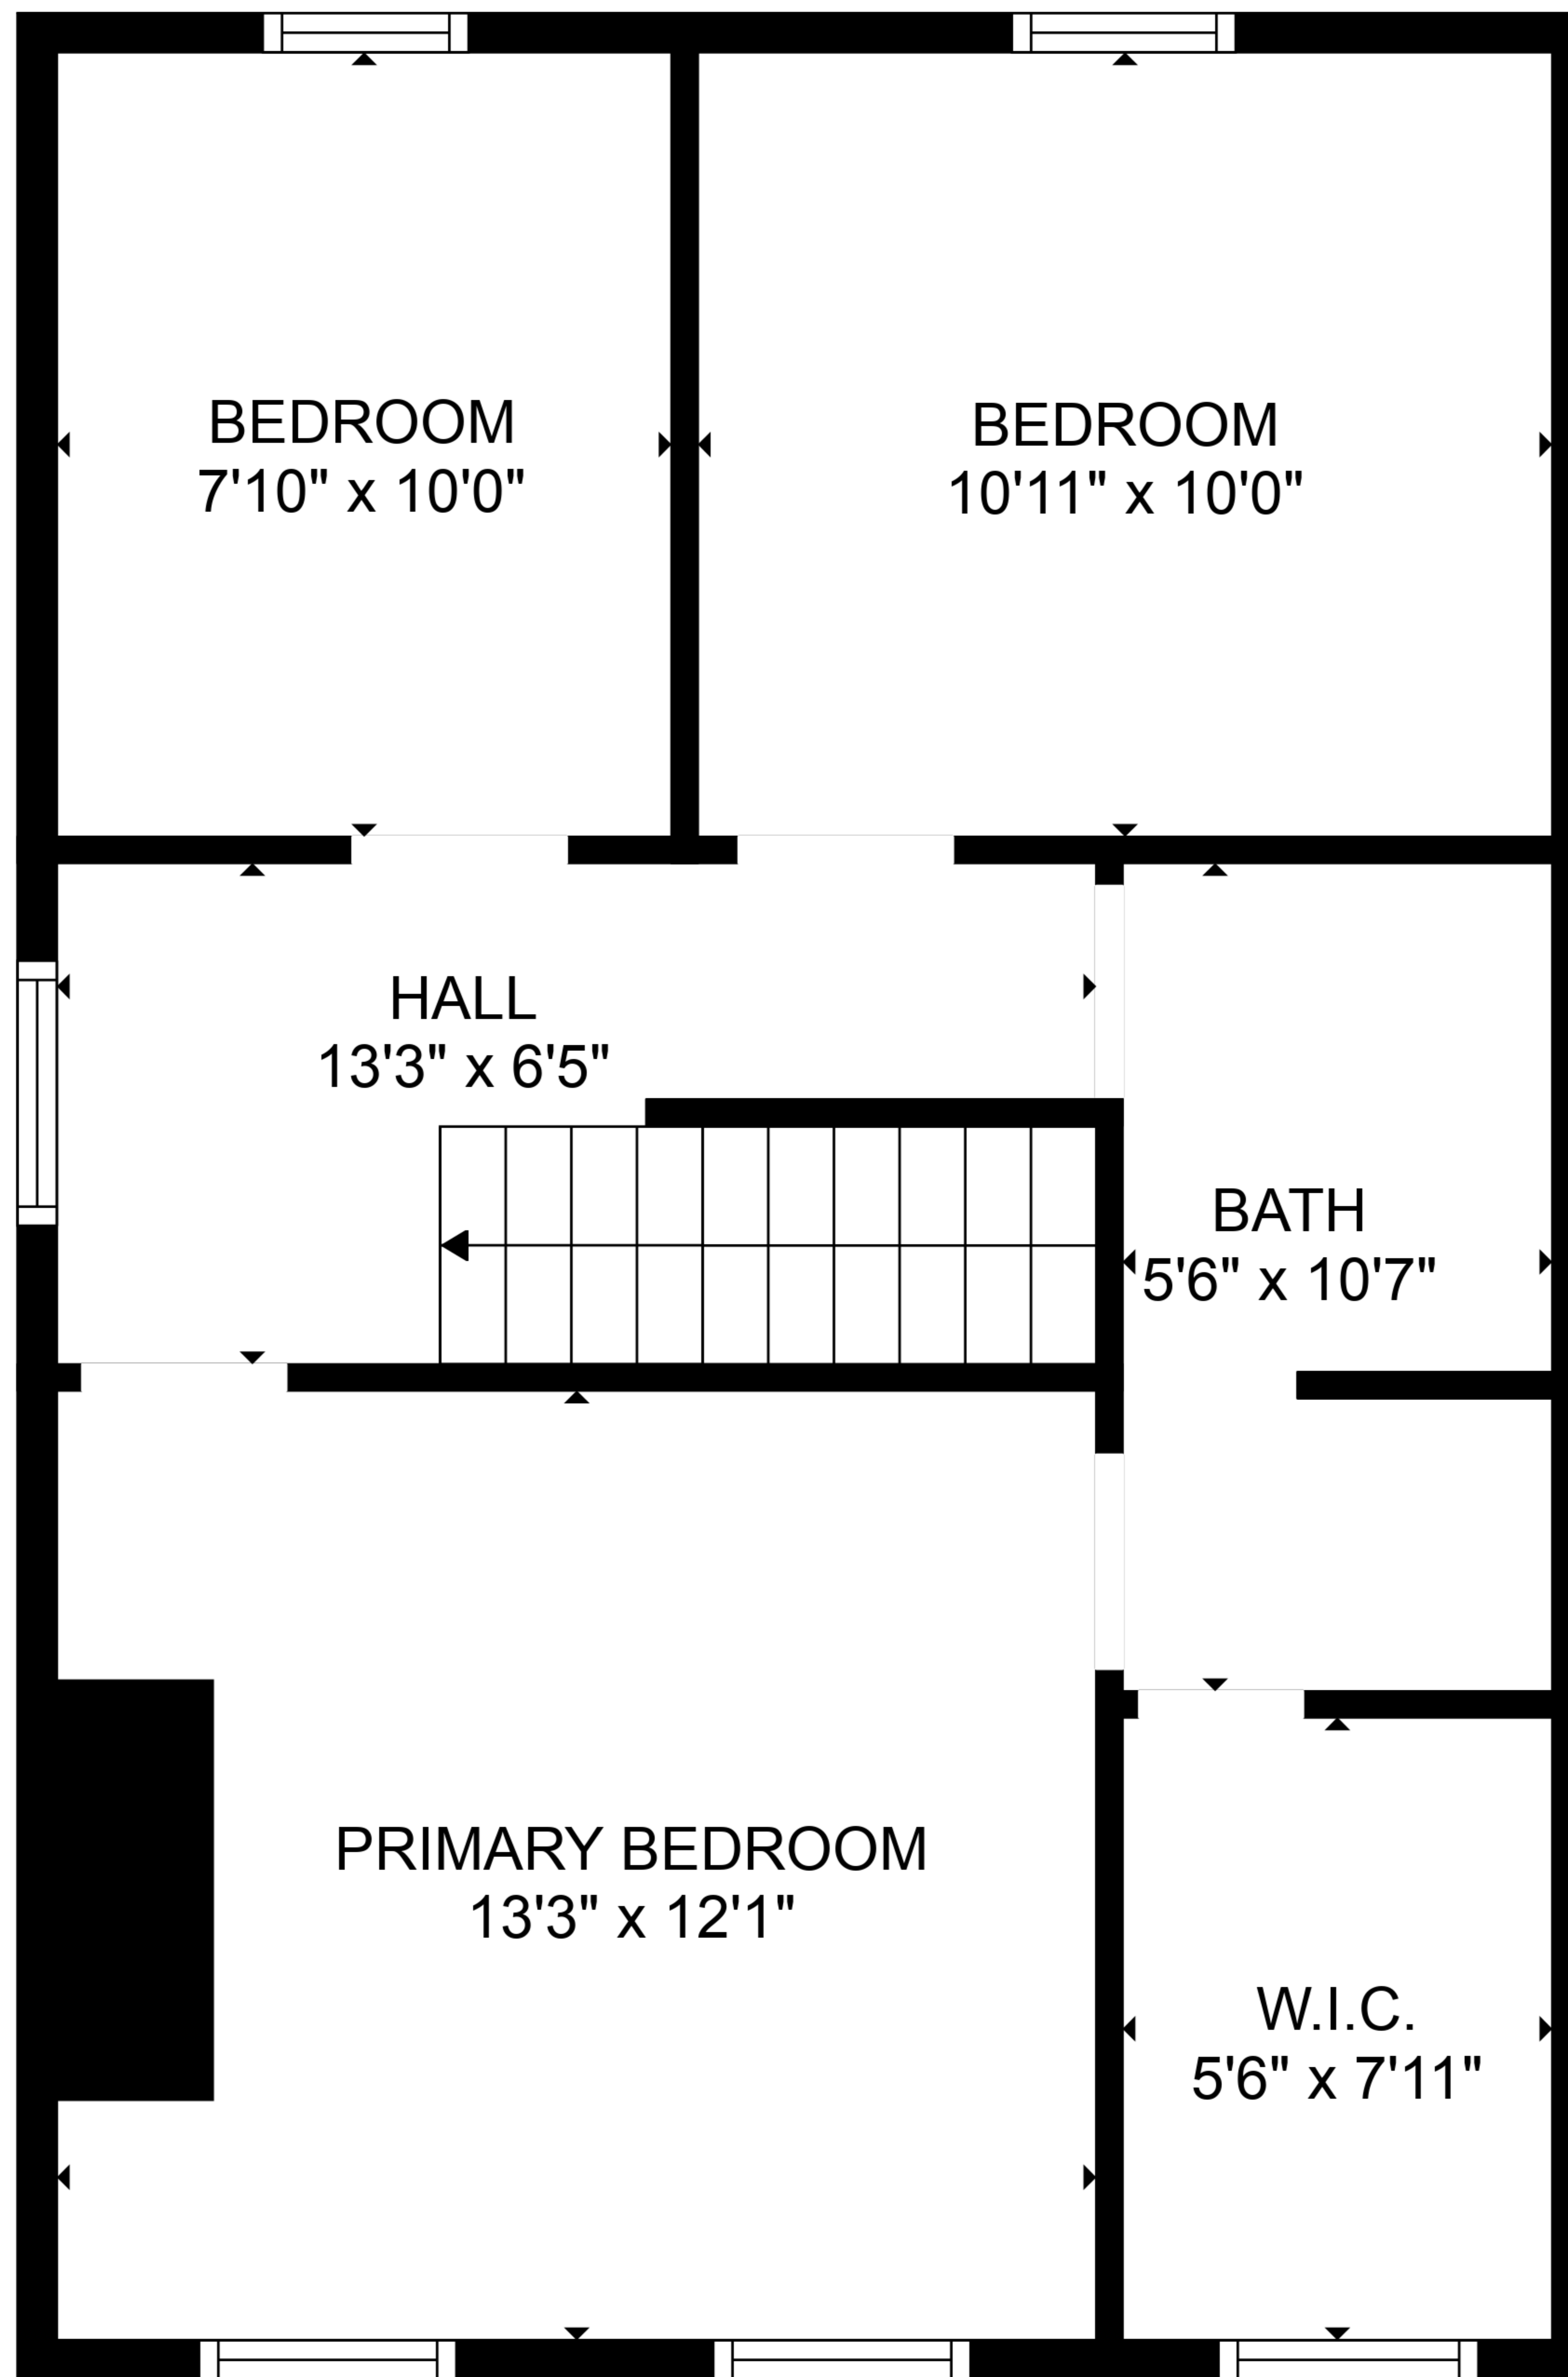 BEDROOM
7'10" x 10'0"
BEDROOM
10'11" x 10'0"
HALL
13'3" x 6'5"
BATH
5'6" x 10'7"
PRIMARY BEDROOM
13'3" x 12'1"
W.I.C.
5'6" x 7'11"